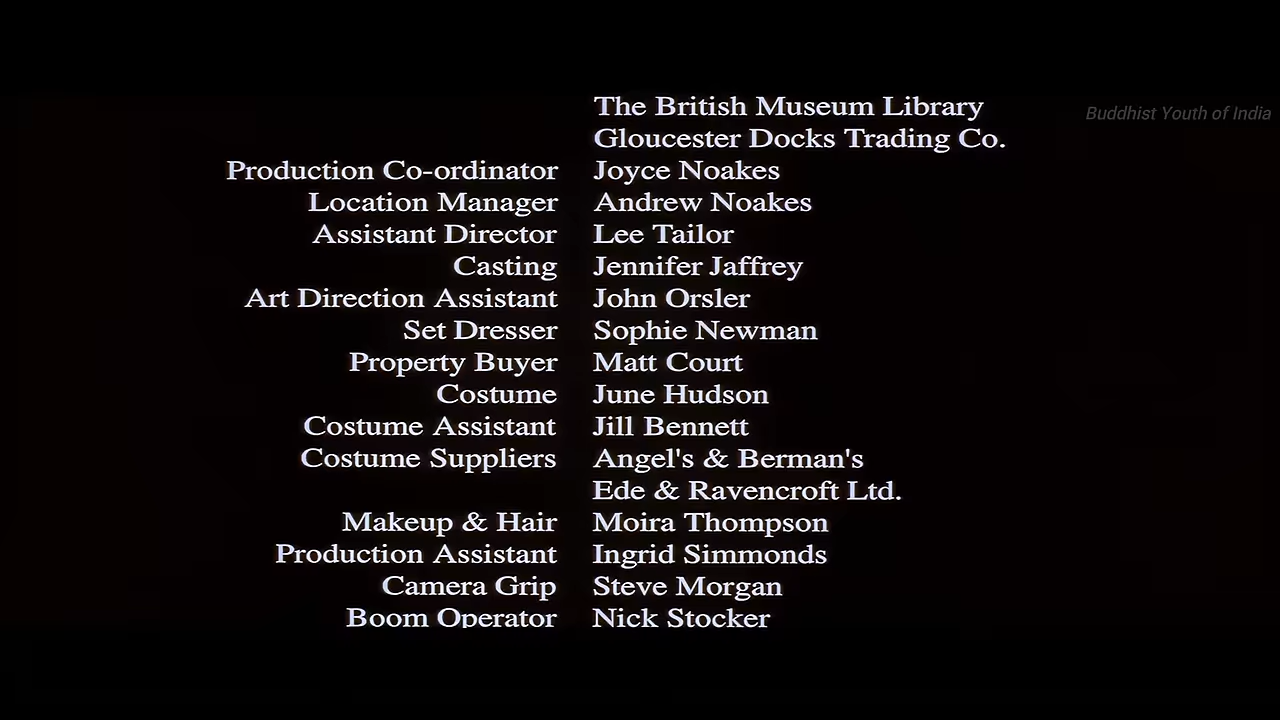 The British Museum Library
Buddhist Youth of India
Gloucester Docks Trading Co.
Production Co-ordinator Joyce Noakes
Location Manager Andrew Noakes
Assistant Director Lee Tailor
Casting Jennifer Jaffrey
Art Direction Assistant John Orsler
Set Dresser Sophie Newman
Property Buyer Matt Court
Costume June Hudson
Costume Assistant Jill Bennett
Costume Suppliers Angel's & Berman's
Ede & Ravencroft Ltd.
Makeup & Hair Moira Thompson
Production Assistant Ingrid Simmonds
Camera Grip Steve Morgan
Boom Operator Nick Stocker